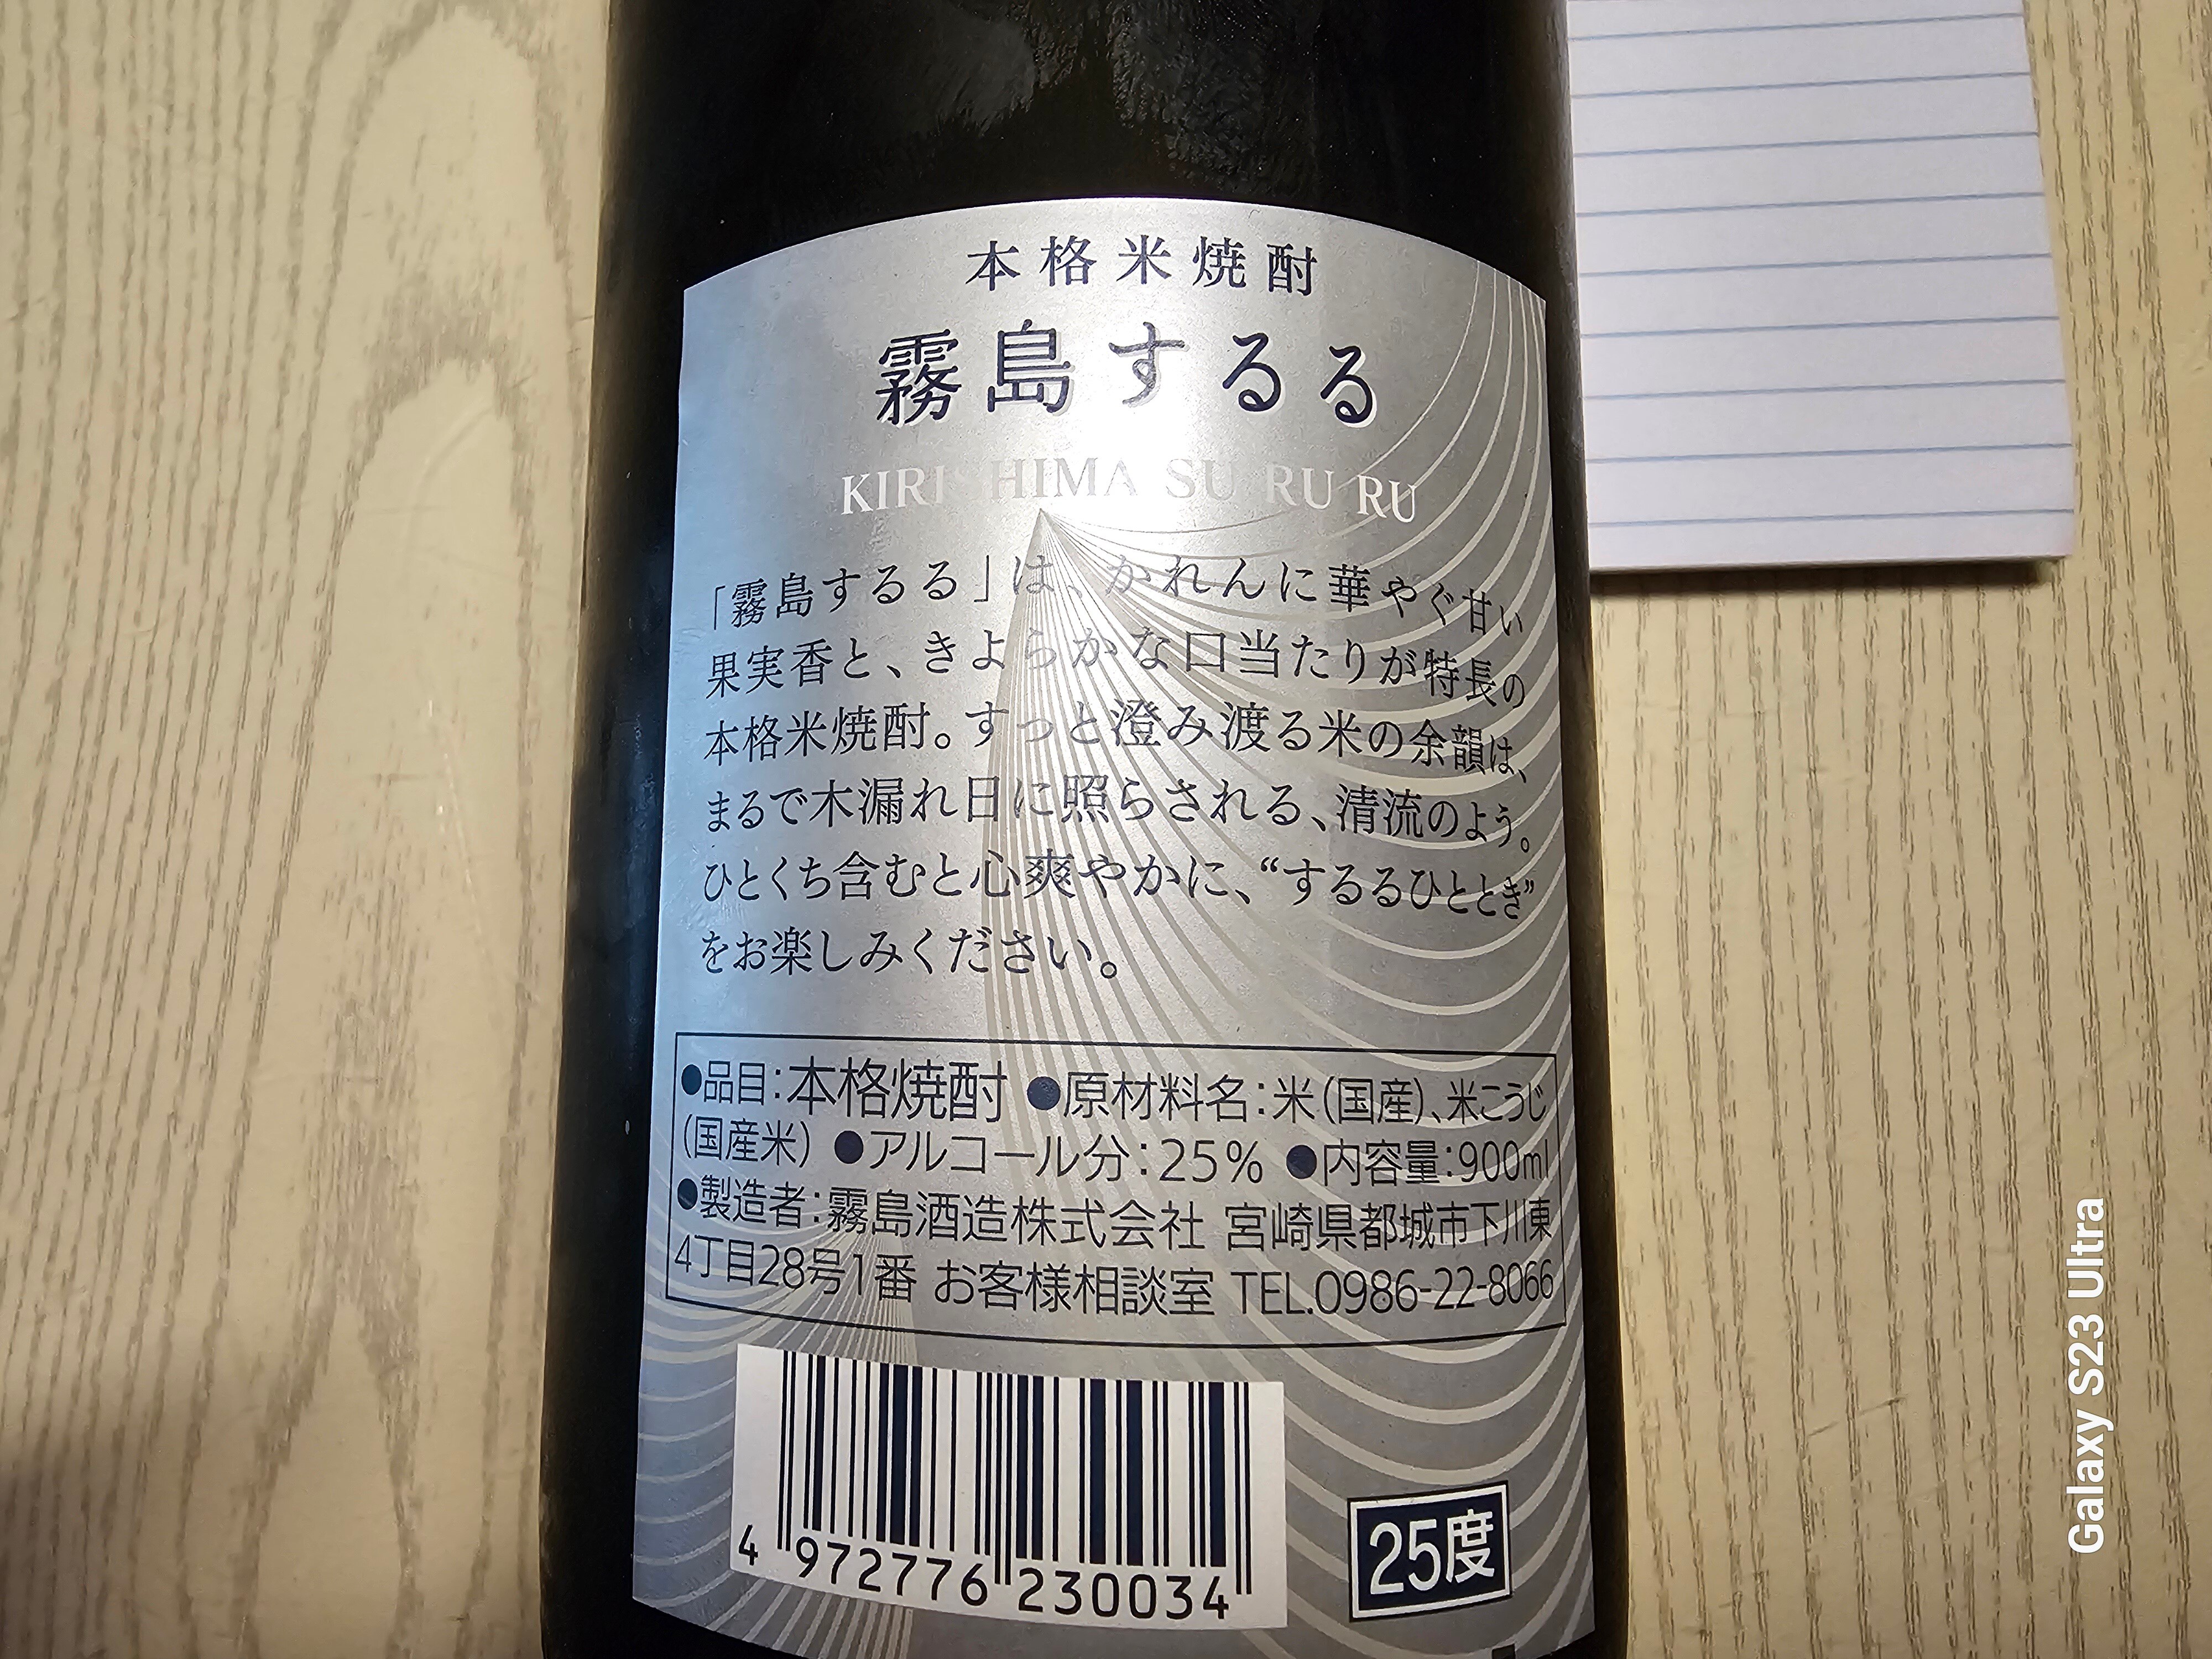 本格米焼酎
霧島するる
KIRISHIMA SU RU RU
「霧島するる」は、かれんに華やぐ甘い
果実香と、きよらかな口当たりが特長の
本格米焼酎。すっと澄み渡る米の余韻は、
まるで木漏れ日に照らされる、清流のよう。
ひとくち含むと心爽やかに、“するるひととき”
をお楽しみください。
●品目：本格焼酎 ●原材料名：米（国産）、米こうじ
（国産米） ●アルコール分：25% ●内容量：900ml
●製造者：霧島酒造株式会社 宮崎県都城市下川東
4丁目28号1番 お客様相談室 TEL.0986-22-8066
4 972776 230034
25度
Galaxy S23 Ultra